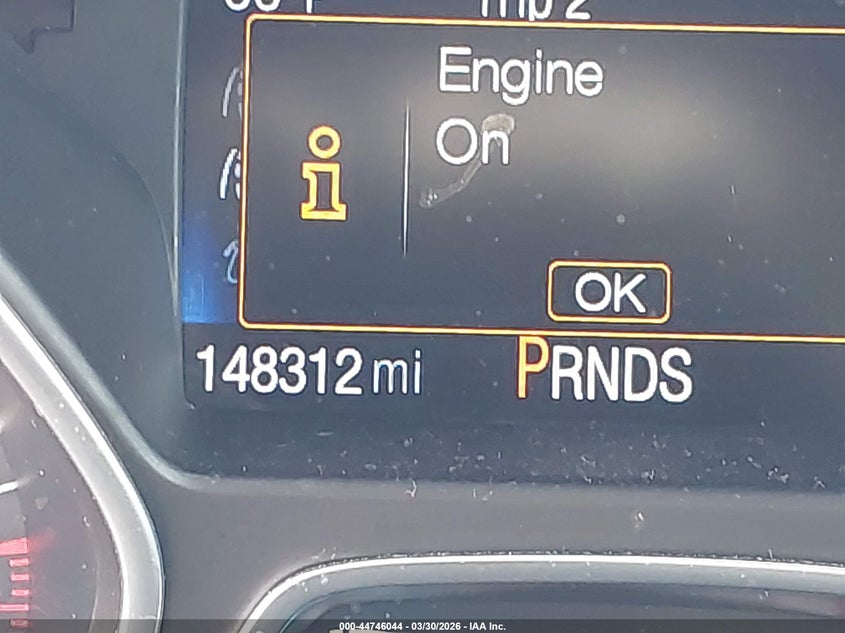 Trip 2
Engine
On
OK
148312 mi PRNDS
000-44746044 - 03/30/2026 - IAA Inc.